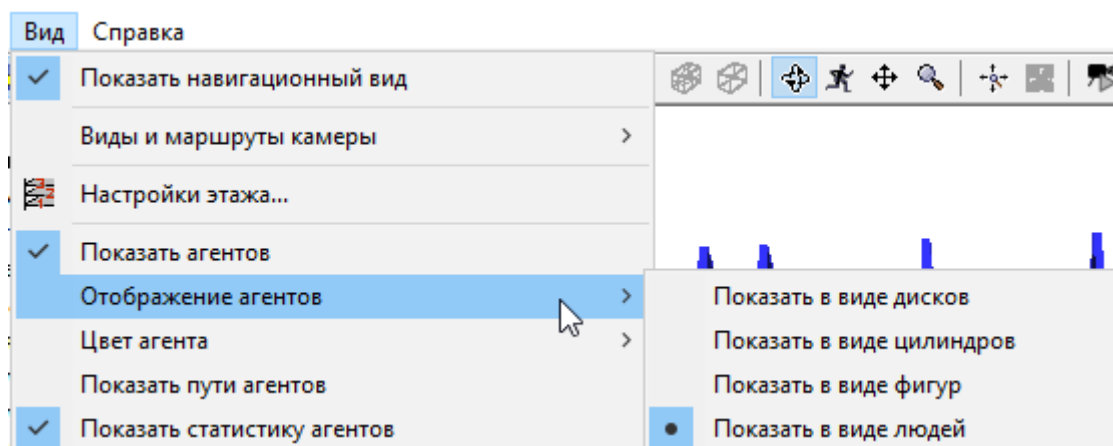 Вид Справка
Показать навигационный вид
Виды и маршруты камеры
Настройки этажа...
Показать агентов
Отображение агентов
Цвет агента
Показать пути агентов
Показать статистику агентов
Показать в виде дисков
Показать в виде цилиндров
Показать в виде фигур
Показать в виде людей